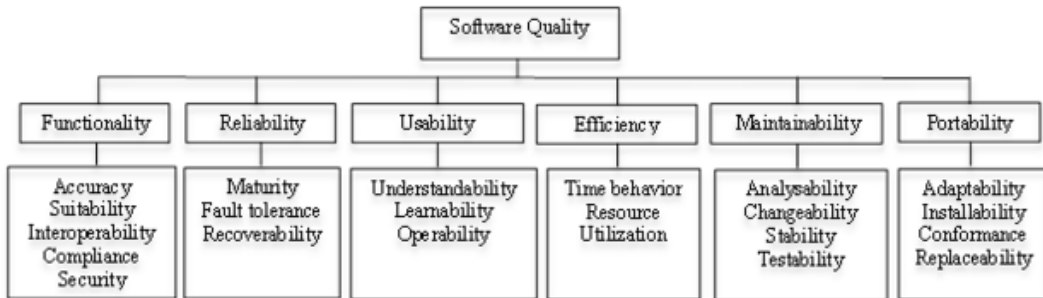 Software Quality
Functionality
Reliability
Usability
Efficiency
Maintainability
Portability
Accuracy
Suitability
Interoperability
Compliance
Security
Maturity
Fault tolerance
Recoverability
Understandability
Learnability
Operability
Time behavior
Resource
Utilization
Analysability
Changeability
Stability
Testability
Adaptability
Installability
Conformance
Replaceability